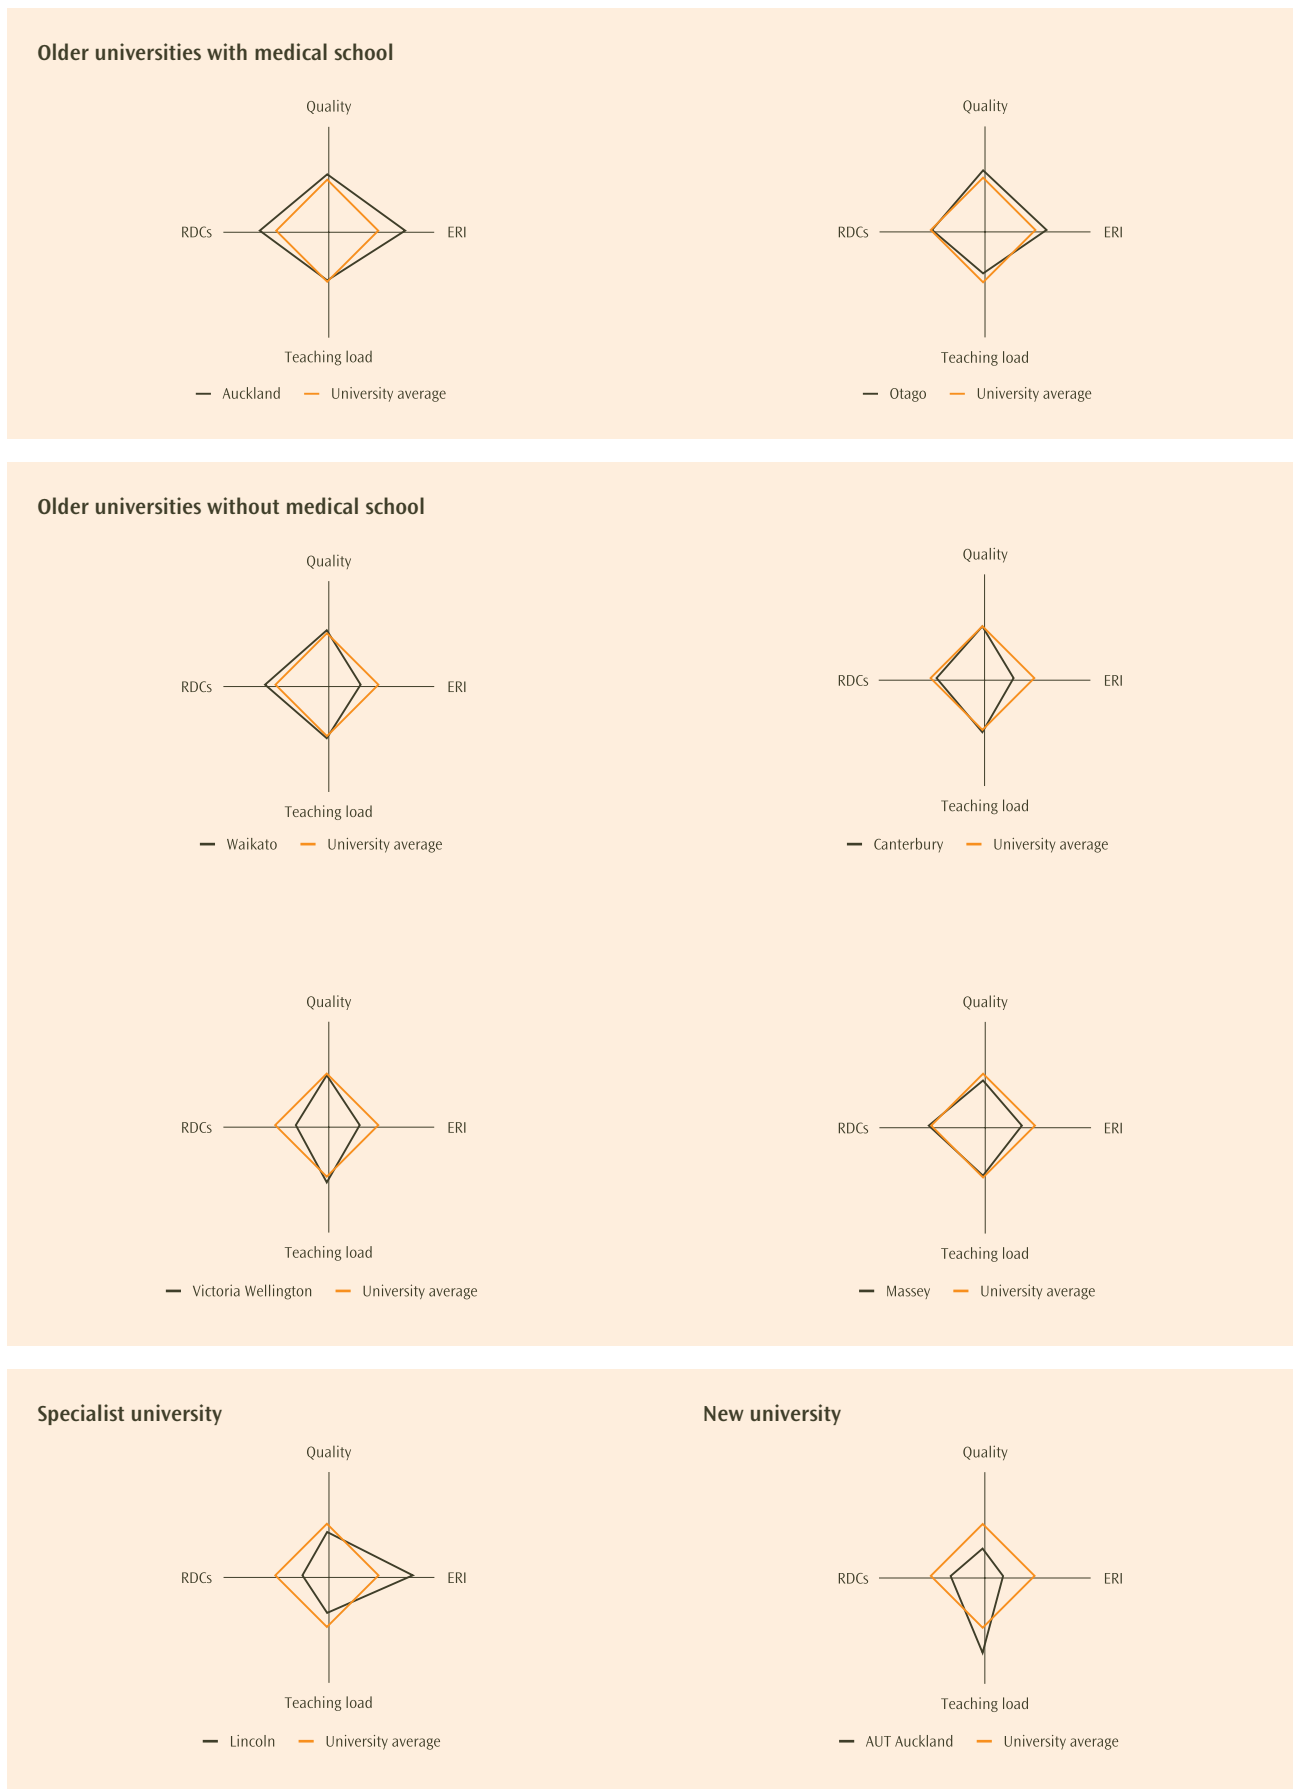 Older universities with medical school
Quality
RDCs
ERI
Teaching load
Auckland University average
Quality
RDCs
ERI
Teaching load
Otago University average
Older universities without medical school
Quality
RDCs
ERI
Teaching load
Waikato University average
Quality
RDCs
ERI
Teaching load
Canterbury University average
Quality
RDCs
ERI
Teaching load
Victoria Wellington University average
Quality
RDCs
ERI
Teaching load
Massey University average
Specialist university
Quality
RDCs
ERI
Teaching load
Lincoln University average
New university
Quality
RDCs
ERI
Teaching load
AUT Auckland University average